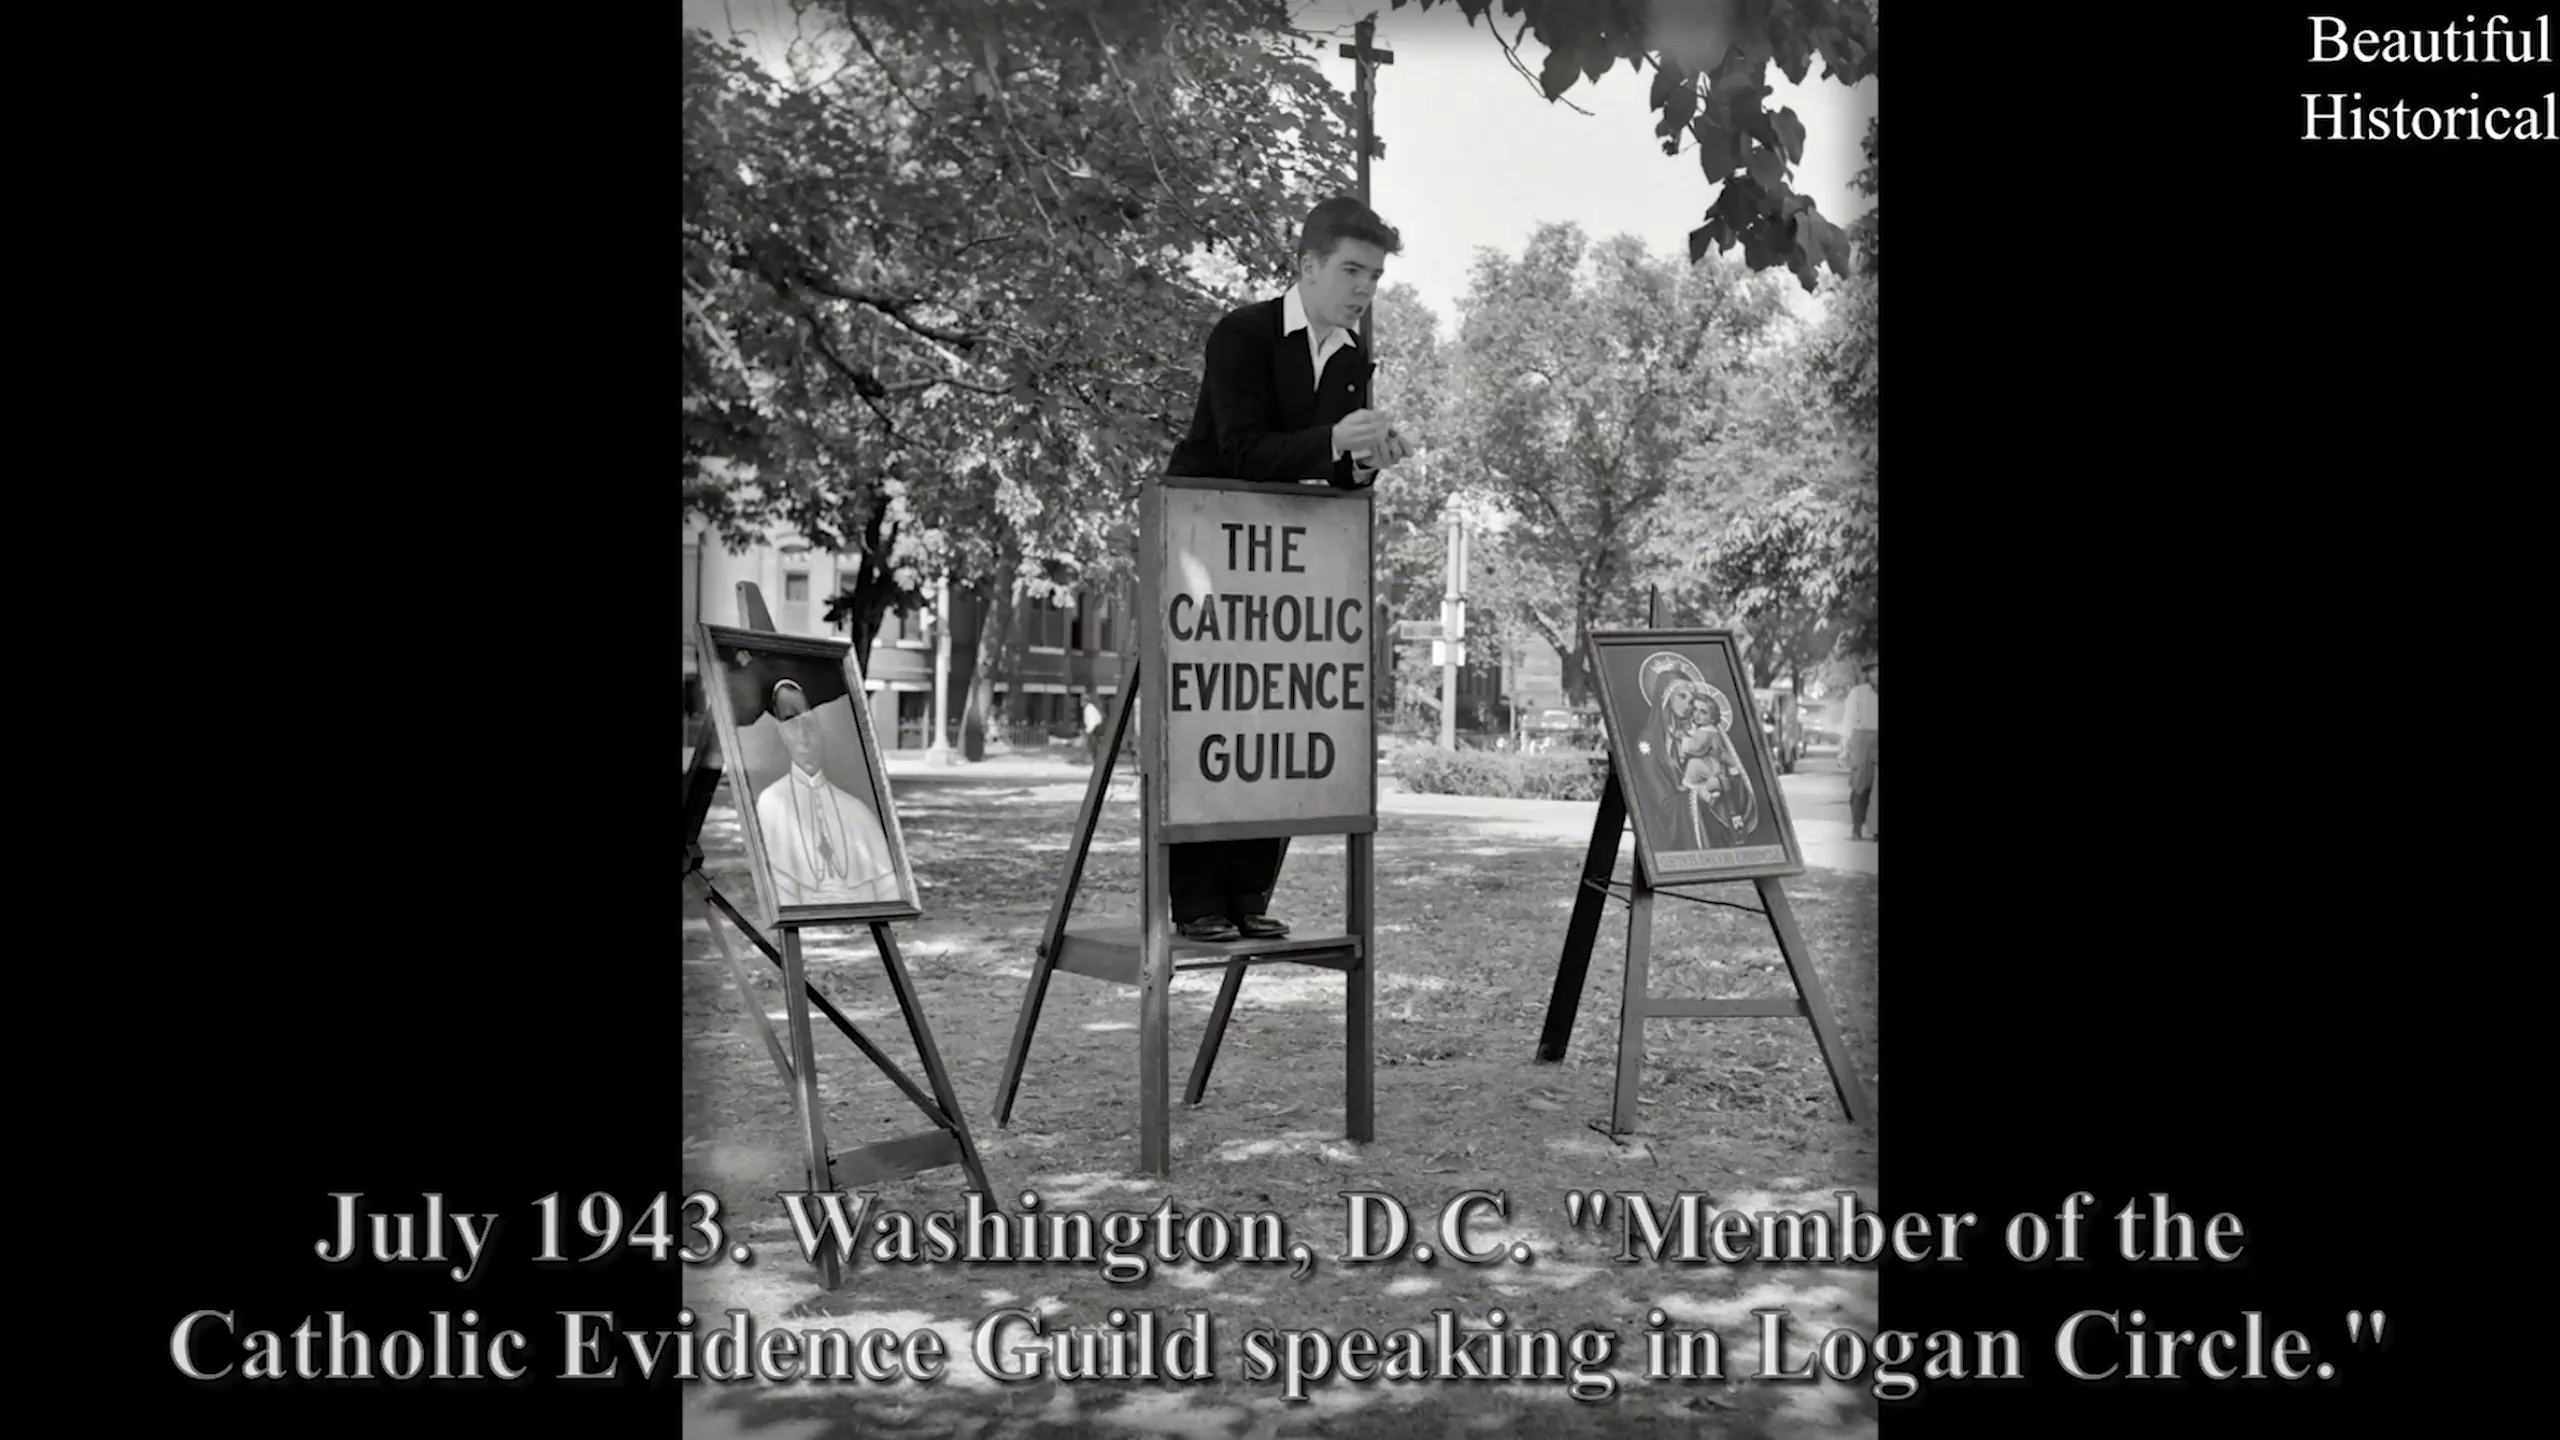 Beautiful
Historical
THE
CATHOLIC
EVIDENCE
GUILD
July 1943. Washington, D.C. "Member of the
Catholic Evidence Guild speaking in Logan Circle."